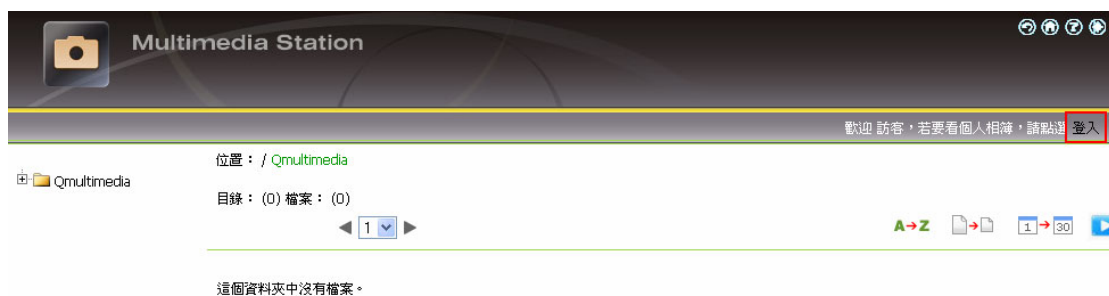 Multimedia Station
歡迎 訪客，若要看個人相簿，請點選 登入
位置： / Qmultimedia
Qmultimedia
目錄： (0) 檔案： (0)
1
A→Z 1→30
這個資料夾中沒有檔案。